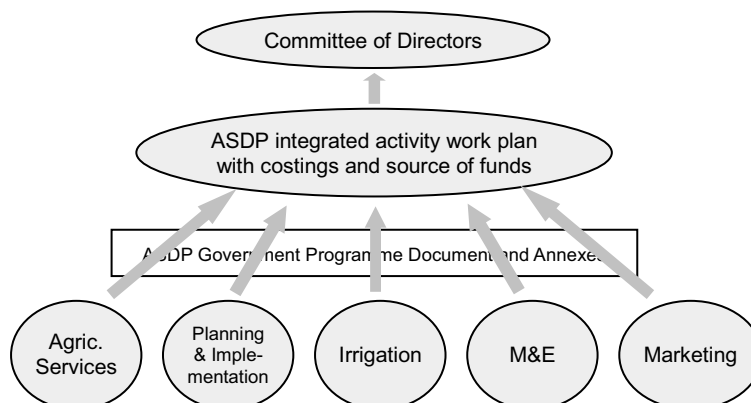 Committee of Directors
ASDP integrated activity work plan
with costings and source of funds
ASDP Government Programme Document and Annexes
Agric.
Services
Planning
& Imple-
mentation
Irrigation
M&E
Marketing